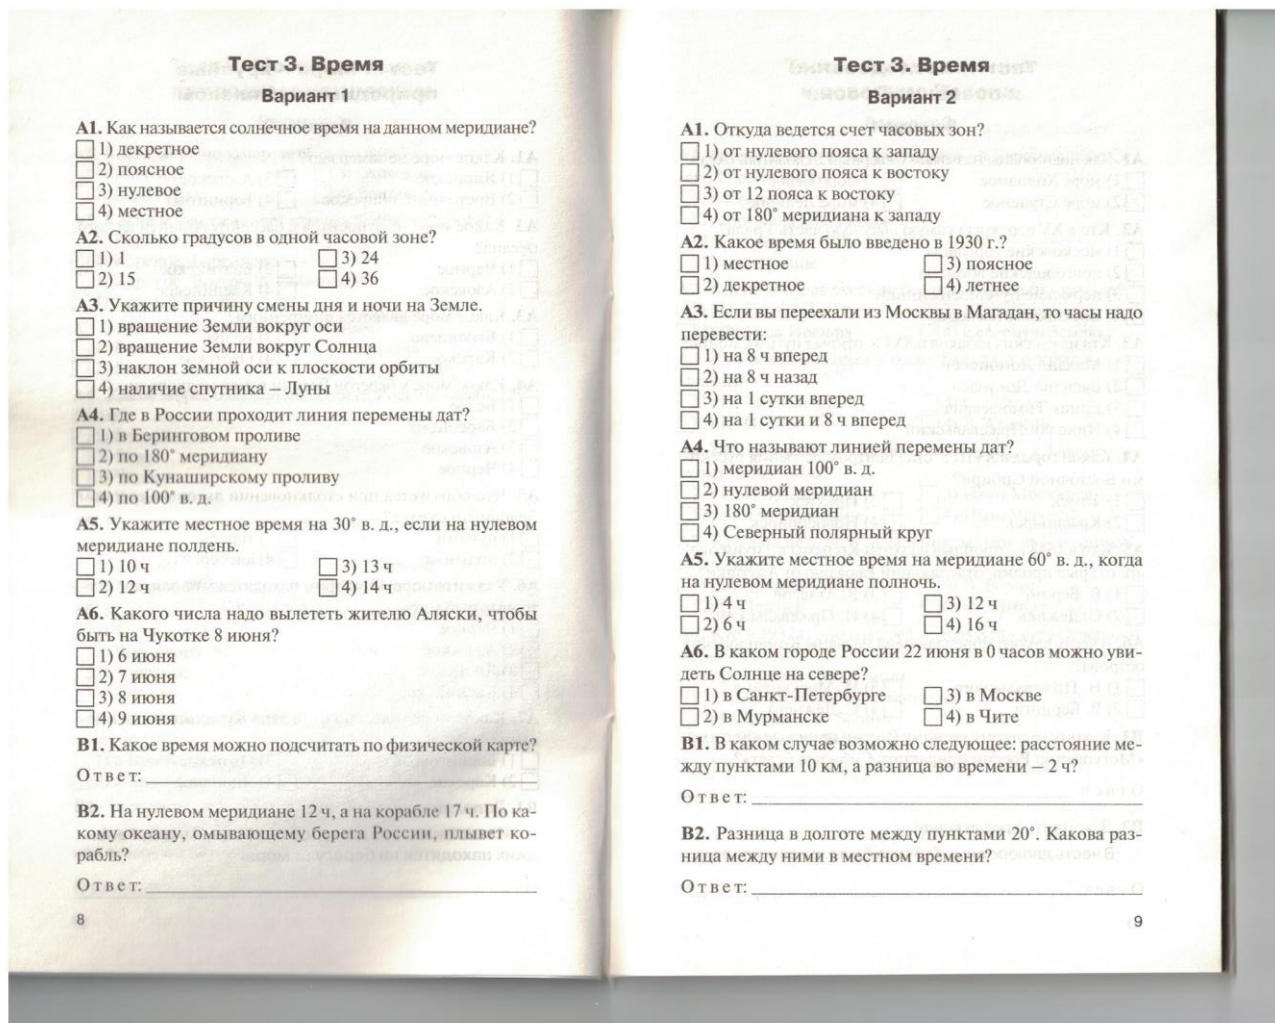 Тест 3. Время
Вариант 1
А1. Как называется солнечное время на данном меридиане?
1) декретное
2) поясное
3) нулевое
4) местное
А2. Сколько градусов в одной часовой зоне?
1) 1
3) 24
2) 15
4) 36
А3. Укажите причину смены дня и ночи на Земле.
1) вращение Земли вокруг оси
2) вращение Земли вокруг Солнца
3) наклон земной оси к плоскости орбиты
4) наличие спутника – Луны
А4. Где в России проходит линия перемены дат?
1) в Беринговом проливе
2) по 180° меридиану
3) по Кунаширскому проливу
4) по 100° в. д.
А5. Укажите местное время на 30° в. д., если на нулевом
меридиане полдень.
1) 10 ч
3) 13 ч
2) 12 ч
4) 14 ч
А6. Какого числа надо вылететь жителю Аляски, чтобы
быть на Чукотке 8 июня?
1) 6 июня
2) 7 июня
3) 8 июня
4) 9 июня
В1. Какое время можно подсчитать по физической карте?
Ответ:
В2. На нулевом меридиане 12 ч, а на корабле 17 ч. По ка-
кому океану, омывающему берега России, плывет ко-
рабль?
Ответ:
8
Тест 3. Время
Вариант 2
А1. Откуда ведется счет часовых зон?
1) от нулевого пояса к западу
2) от нулевого пояса к востоку
3) от 12 пояса к востоку
4) от 180° меридиана к западу
А2. Какое время было введено в 1930 г.?
1) местное
3) поясное
2) декретное
4) летнее
А3. Если вы переехали из Москвы в Магадан, то часы надо
перевести:
1) на 8 ч вперед
2) на 8 ч назад
3) на 1 сутки вперед
4) на 1 сутки и 8 ч вперед
А4. Что называют линией перемены дат?
1) меридиан 100° в. д.
2) нулевой меридиан
3) 180° меридиан
4) Северный полярный круг
А5. Укажите местное время на меридиане 60° в. д., когда
на нулевом меридиане полночь.
1) 4 ч
3) 12 ч
2) 6 ч
4) 16 ч
А6. В каком городе России 22 июня в 0 часов можно уви-
деть Солнце на севере?
1) в Санкт-Петербурге
3) в Москве
2) в Мурманске
4) в Чите
В1. В каком случае возможно следующее: расстояние ме-
жду пунктами 10 км, а разница во времени – 2 ч?
Ответ:
В2. Разница в долготе между пунктами 20°. Какова раз-
ница между ними в местном времени?
Ответ:
9